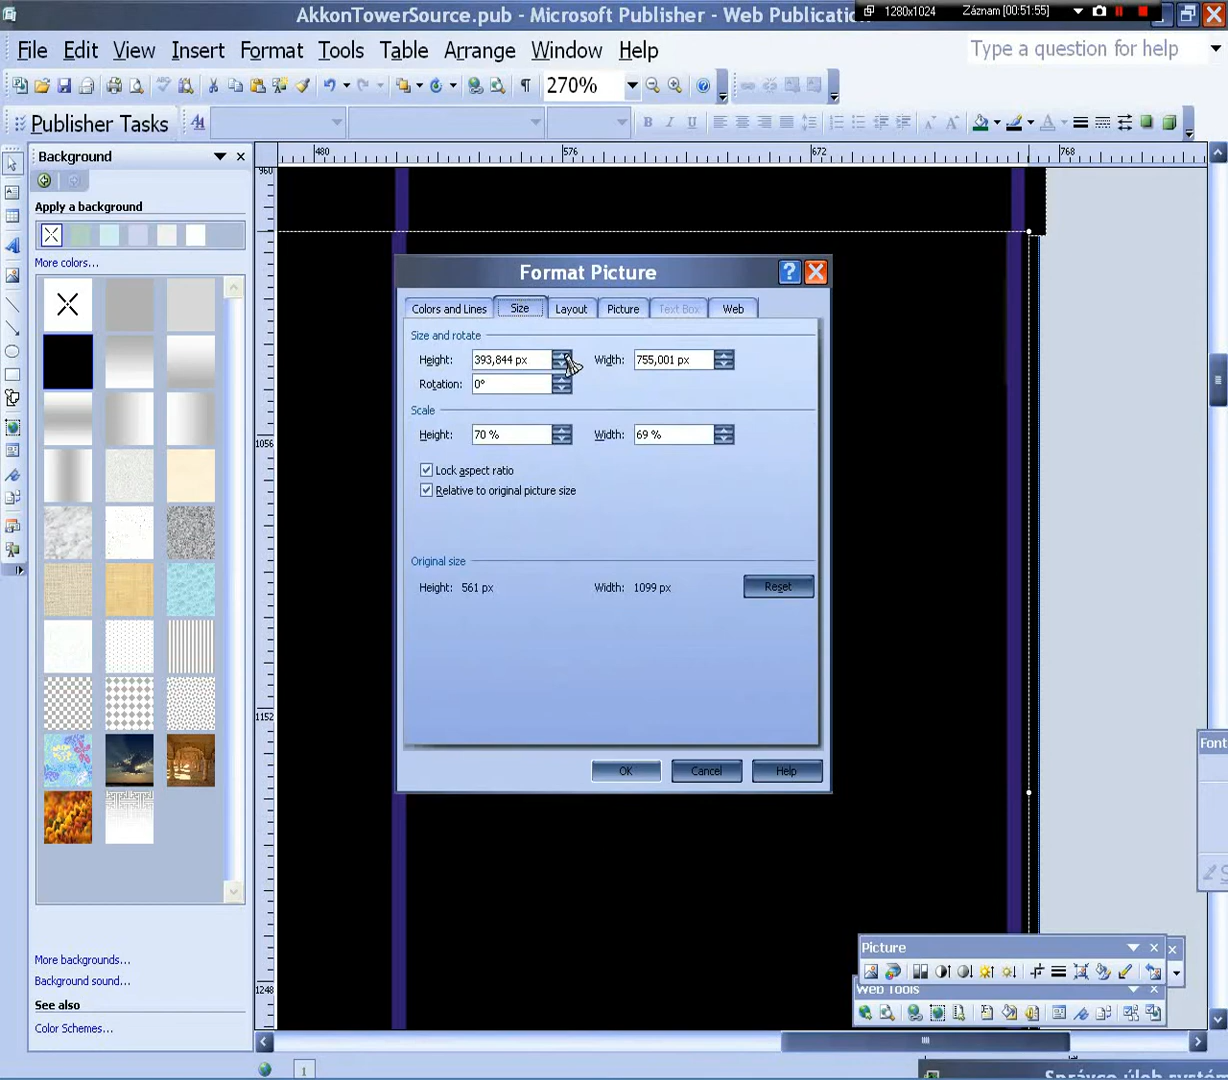 AkkonTowerSource.pub - Microsoft Publisher - Web Publicatio
1280x1024 Záznam [00:51:55]
File Edit View Insert Format Tools Table Arrange Window Help
Type a question for help
270%
Publisher Tasks
B I U
Background
Apply a background
More colors...
More backgrounds...
Background sound...
See also
Color Schemes...
480 576 672 768
960
1056
1152
1248
Format Picture
Colors and Lines Size Layout Picture Text Box Web
Size and rotate
Height: 393,844 px Width: 755,001 px
Rotation: 0°
Scale
Height: 70 % Width: 69 %
Lock aspect ratio
Relative to original picture size
Original size
Height: 561 px Width: 1099 px Reset
OK Cancel Help
Font
Picture
Web Tools
1
Správce úloh systém